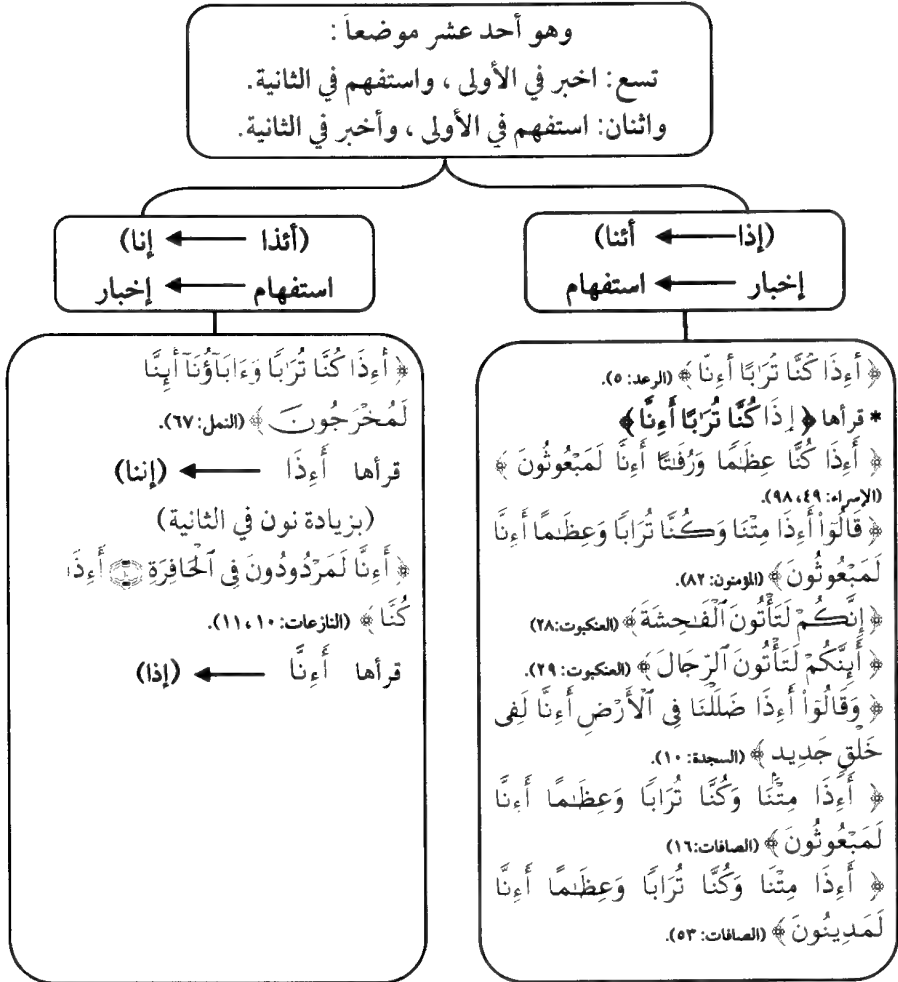 وهو أحد عشر موضعاً :
تسع: اخبر في الأولى ، واستفهم في الثانية.
واثنان: استفهم في الأولى ، وأخبر في الثانية.
(إذا ← أئنا)
إخبار ← استفهام
﴿ أَءِذَا كُنَّا تُرَٰبًا أَءِنَّا ﴾ (الرعد: ٥).
* قرأها ﴿ إِذَا كُنَّا تُرَٰبًا أَءِنَّا ﴾
﴿ أَءِذَا كُنَّا عِظَٰمًا وَرُفَٰتًا أَءِنَّا لَمَبْعُوثُونَ ﴾
(الإسراء: ٤٩، ٩٨).
﴿ قَالُوٓا۟ أَءِذَا مِتْنَا وَكُنَّا تُرَابًا وَعِظَٰمًا أَءِنَّا
لَمَبْعُوثُونَ ﴾ (المؤمنون: ٨٢).
﴿ إِنَّكُمْ لَتَأْتُونَ ٱلْفَٰحِشَةَ ﴾ (العنكبوت: ٢٨)
﴿ أَئِنَّكُمْ لَتَأْتُونَ ٱلرِّجَالَ ﴾ (العنكبوت: ٢٩).
﴿ وَقَالُوٓا۟ أَءِذَا ضَلَلْنَا فِى ٱلْأَرْضِ أَءِنَّا لَفِى
خَلْقٍ جَدِيدٍ ﴾ (السجدة: ١٠).
﴿ أَءِذَا مِتْنَا وَكُنَّا تُرَابًا وَعِظَٰمًا أَءِنَّا
لَمَبْعُوثُونَ ﴾ (الصافات: ١٦)
﴿ أَءِذَا مِتْنَا وَكُنَّا تُرَابًا وَعِظَٰمًا أَءِنَّا
لَمَدِينُونَ ﴾ (الصافات: ٥٣).
(أئذا ← إنا)
استفهام ← إخبار
﴿ أَءِذَا كُنَّا تُرَٰبًا وَءَابَآؤُنَآ أَئِنَّا
لَمُخْرَجُونَ ﴾ (النمل: ٦٧).
قرأها أَءِذَا ← (إننا)
(بزيادة نون في الثانية)
﴿ أَءِنَّا لَمَرْدُودُونَ فِى ٱلْحَافِرَةِ ۝ أَءِذَا
كُنَّا ﴾ (النازعات: ١٠، ١١).
قرأها أَءِنَّا ← (إذا)